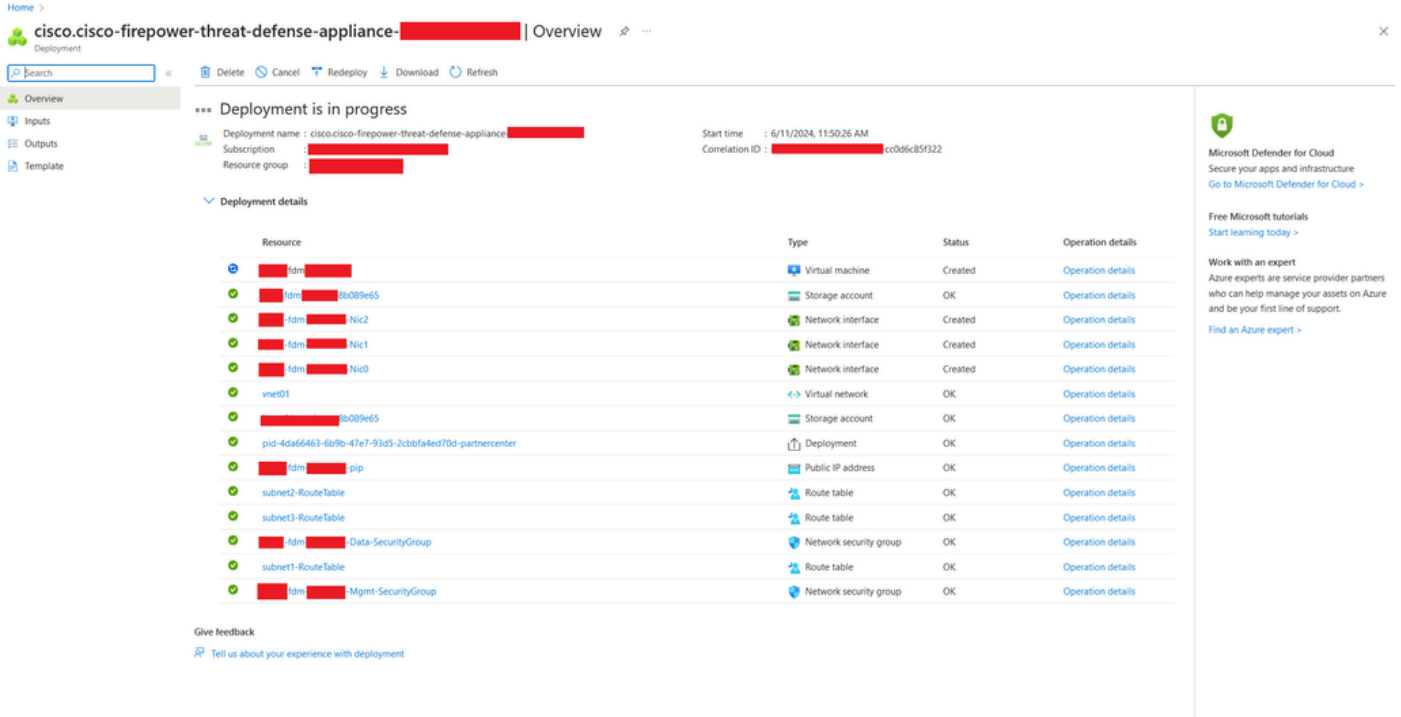 Home >
cisco.cisco-firepower-threat-defense-appliance- | Overview
Deployment
Search
Delete Cancel Redeploy Download Refresh
Overview
Inputs
Outputs
Template
Deployment is in progress
Deployment name : cisco.cisco-firepower-threat-defense-appliance-
Subscription :
Resource group :
Start time : 6/11/2024, 11:50:26 AM
Correlation ID : -cc0d6c85f322
Deployment details
Resource Type Status Operation details
fdm Virtual machine Created Operation details
-fdm 8b089e65 Storage account OK Operation details
-fdm- -Nic2 Network interface Created Operation details
-fdm- -Nic1 Network interface Created Operation details
-fdm- Nic0 Network interface Created Operation details
vnet01 Virtual network OK Operation details
8b089e65 Storage account OK Operation details
pid-4da66463-6b9b-47e7-93d5-2cbbfa4ed70d-partnercenter Deployment OK Operation details
fdm- -pip Public IP address OK Operation details
subnet2-RouteTable Route table OK Operation details
subnet3-RouteTable Route table OK Operation details
-fdm- -Data-SecurityGroup Network security group OK Operation details
subnet1-RouteTable Route table OK Operation details
fdm- -Mgmt-SecurityGroup Network security group OK Operation details
Give feedback
Tell us about your experience with deployment
Microsoft Defender for Cloud
Secure your apps and infrastructure
Go to Microsoft Defender for Cloud >
Free Microsoft tutorials
Start learning today >
Work with an expert
Azure experts are service provider partners
who can help manage your assets on Azure
and be your first line of support.
Find an Azure expert >